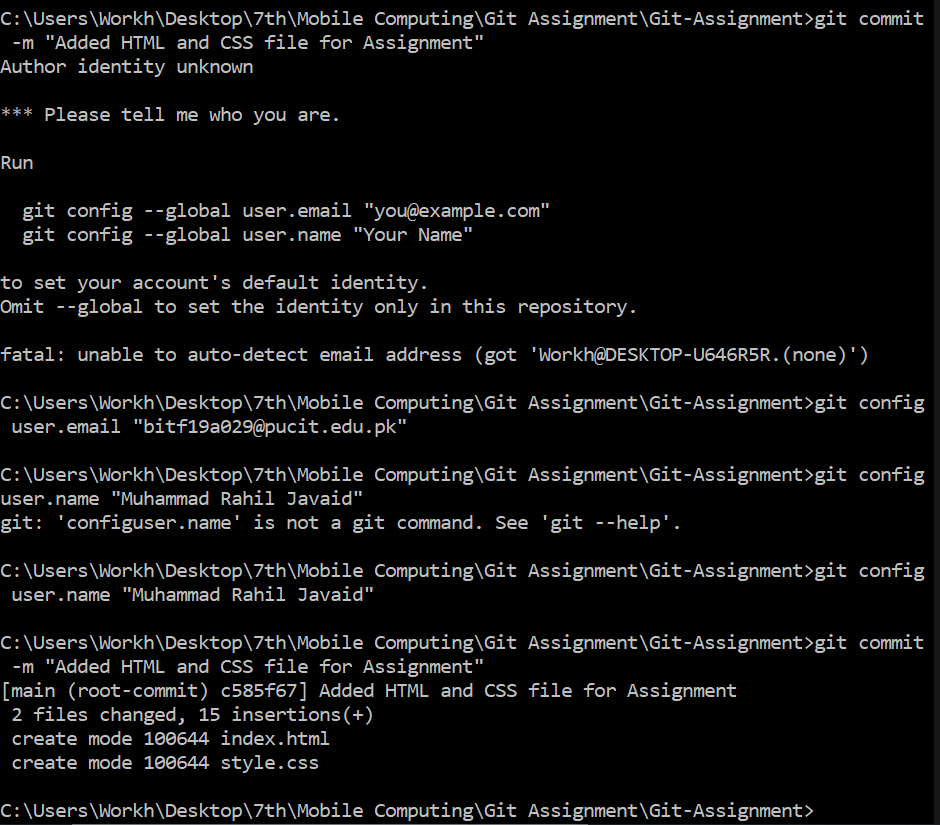 C:\Users\Workh\Desktop\7th\Mobile Computing\Git Assignment\Git-Assignment>git commit
 -m "Added HTML and CSS file for Assignment"
Author identity unknown

*** Please tell me who you are.

Run

  git config --global user.email "you@example.com"
  git config --global user.name "Your Name"

to set your account's default identity.
Omit --global to set the identity only in this repository.

fatal: unable to auto-detect email address (got 'Workh@DESKTOP-U646R5R.(none)')

C:\Users\Workh\Desktop\7th\Mobile Computing\Git Assignment\Git-Assignment>git config
 user.email "bitf19a029@pucit.edu.pk"

C:\Users\Workh\Desktop\7th\Mobile Computing\Git Assignment\Git-Assignment>git config
user.name "Muhammad Rahil Javaid"
git: 'configuser.name' is not a git command. See 'git --help'.

C:\Users\Workh\Desktop\7th\Mobile Computing\Git Assignment\Git-Assignment>git config
 user.name "Muhammad Rahil Javaid"

C:\Users\Workh\Desktop\7th\Mobile Computing\Git Assignment\Git-Assignment>git commit
 -m "Added HTML and CSS file for Assignment"
[main (root-commit) c585f67] Added HTML and CSS file for Assignment
 2 files changed, 15 insertions(+)
 create mode 100644 index.html
 create mode 100644 style.css

C:\Users\Workh\Desktop\7th\Mobile Computing\Git Assignment\Git-Assignment>